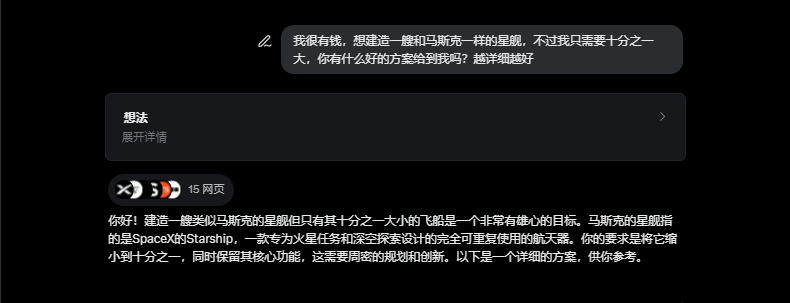 我很有钱，想建造一艘和马斯克一样的星舰，不过我只需要十分之一
大，你有什么好的方案给到我吗？越详细越好
想法
展开详情
15 网页
你好！建造一艘类似马斯克的星舰但只有其十分之一大小的飞船是一个非常有雄心的目标。马斯克的星舰指
的是SpaceX的Starship，一款专为火星任务和深空探索设计的完全可重复使用的航天器。你的要求是将它缩
小到十分之一，同时保留其核心功能，这需要周密的规划和创新。以下是一个详细的方案，供你参考。